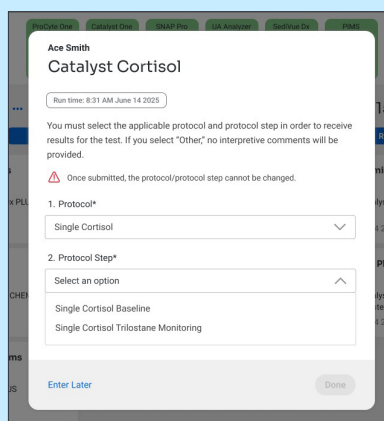 ProCyte One Catalyst One SNAP Pro UA Analyzer SediVue Dx PIMS
Ace Smith
Catalyst Cortisol
Run time: 8:31 AM June 14 2025
You must select the applicable protocol and protocol step in order to receive
results for the test. If you select "Other," no interpretive comments will be
provided.
Once submitted, the protocol/protocol step cannot be changed.
1. Protocol*
Single Cortisol
2. Protocol Step*
Select an option
Single Cortisol Baseline
Single Cortisol Trilostane Monitoring
Enter Later
Done